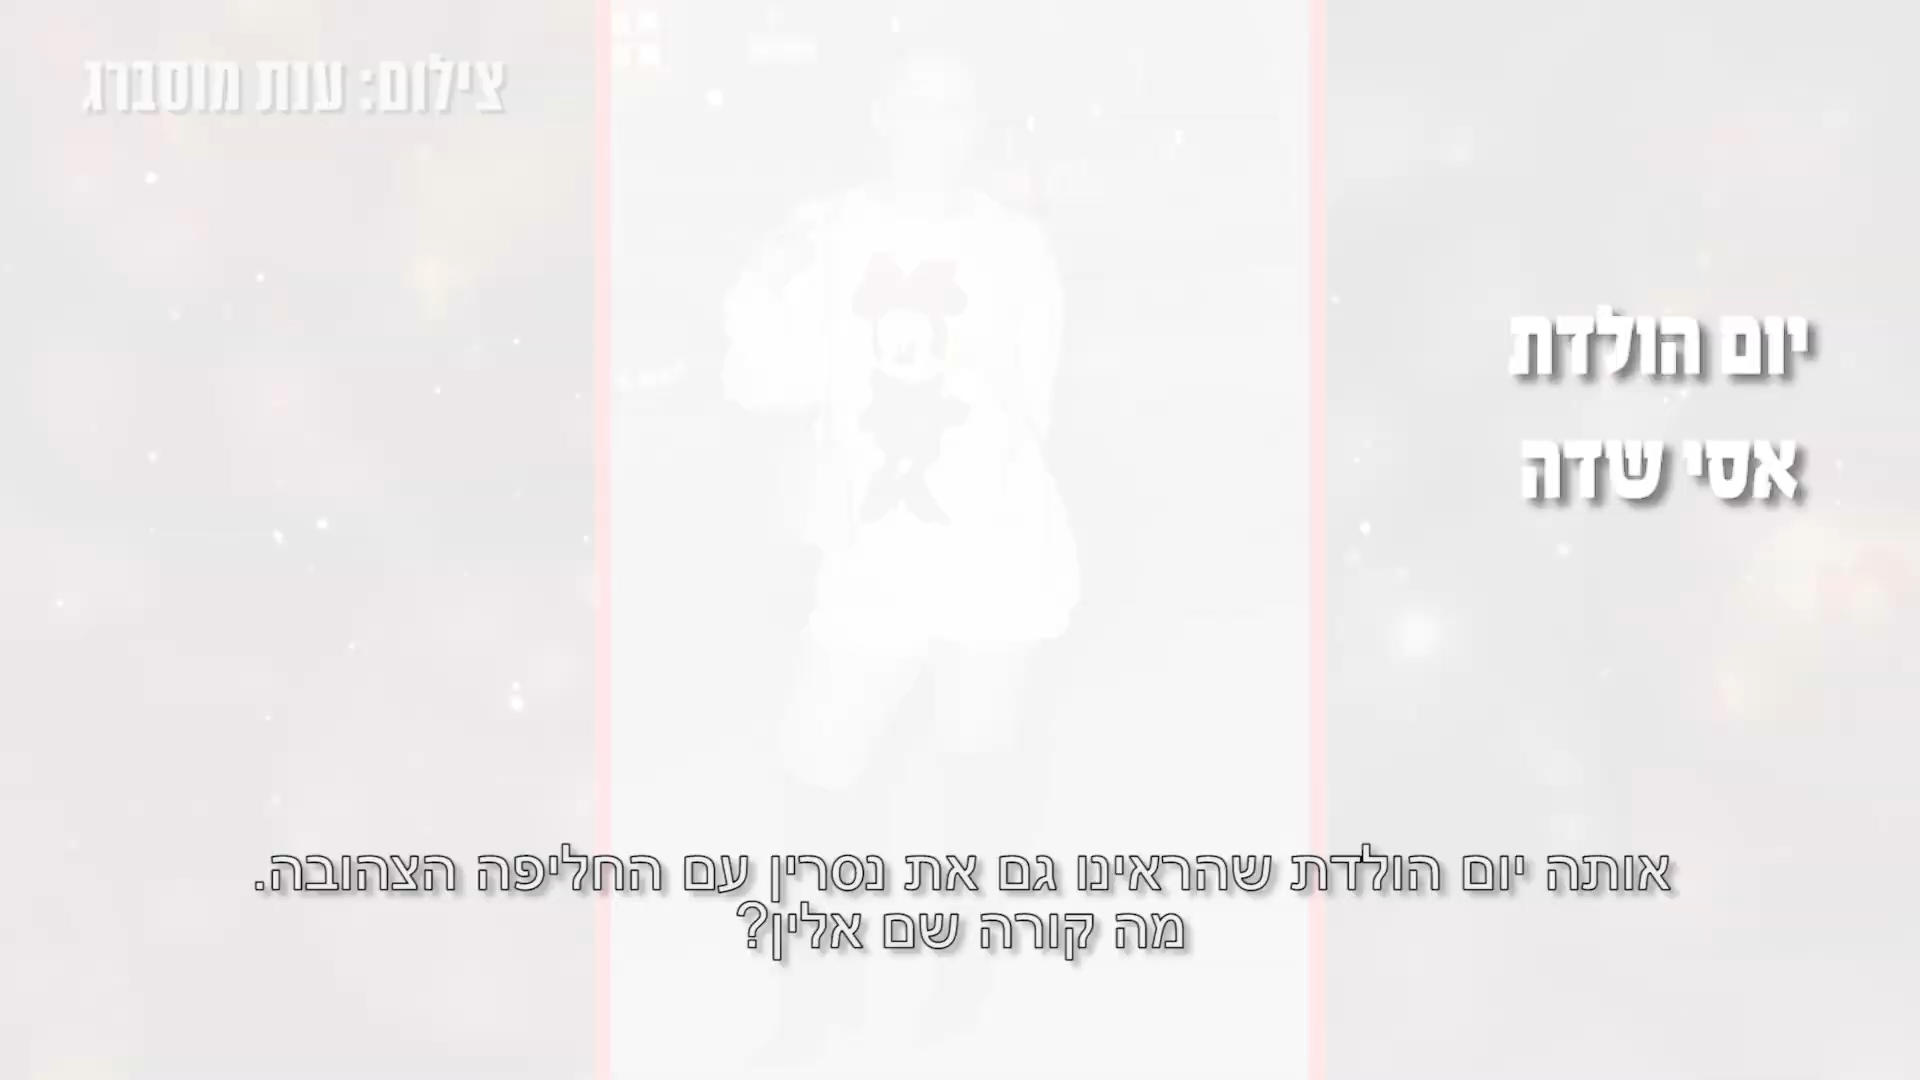 צילום: ענת מוסברג
יום הולדת
אסי שדה
אותה יום הולדת שהראינו גם את נסרין עם החליפה הצהובה.
מה קורה שם אלין?